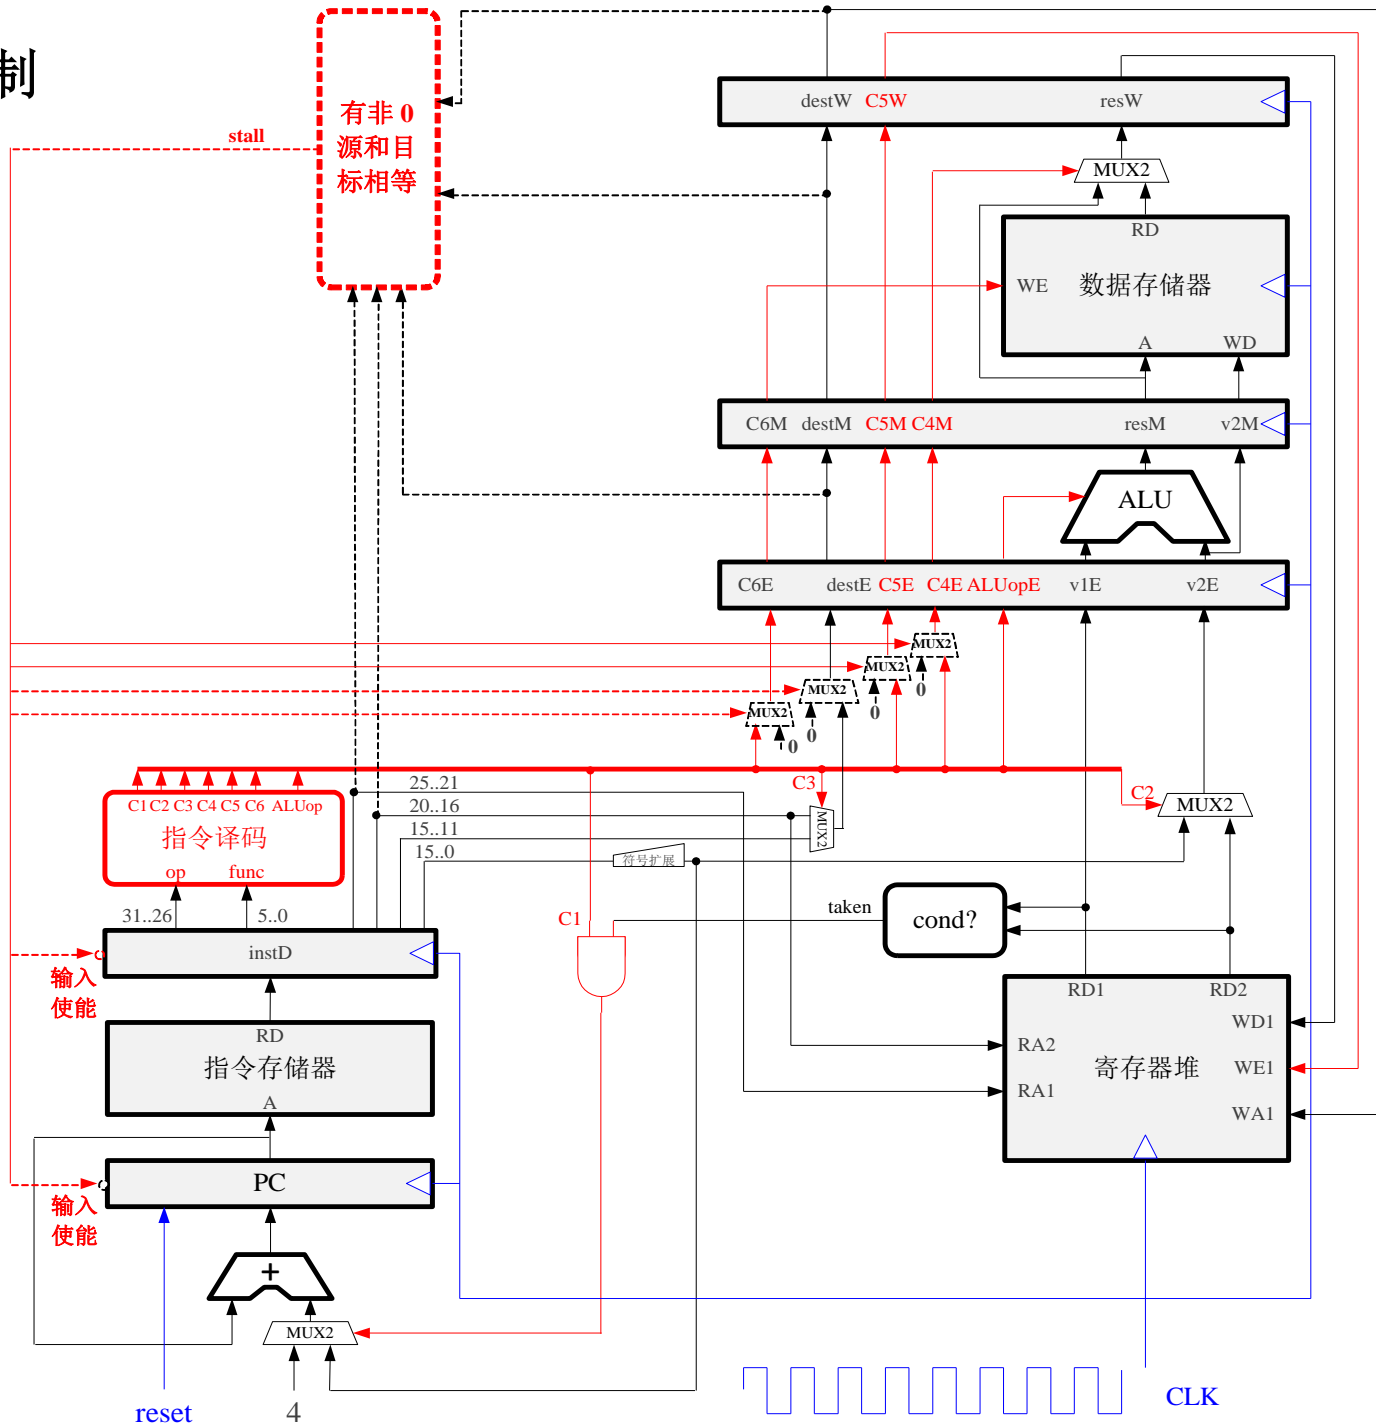 制
destW C5W resW
有非 0
源和目
标相等
stall
MUX2
RD
WE 数据存储器
A WD
C6M destM C5M C4M resM v2M
ALU
C6E destE C5E C4E ALUopE v1E v2E
MUX2
MUX2
MUX2
MUX2
0
0
0
0
25..21
C3
C2
C1 C2 C3 C4 C5 C6 ALUop
20..16
MUX2
MUX2
指令译码
15..11
15..0
符号扩展
op func
31..26 5..0
C1
taken
cond?
instD
输入
使能
RD1 RD2
WD1
RD
RA2
指令存储器
寄存器堆
WE1
RA1
A
WA1
PC
输入
使能
+
MUX2
reset
4
CLK